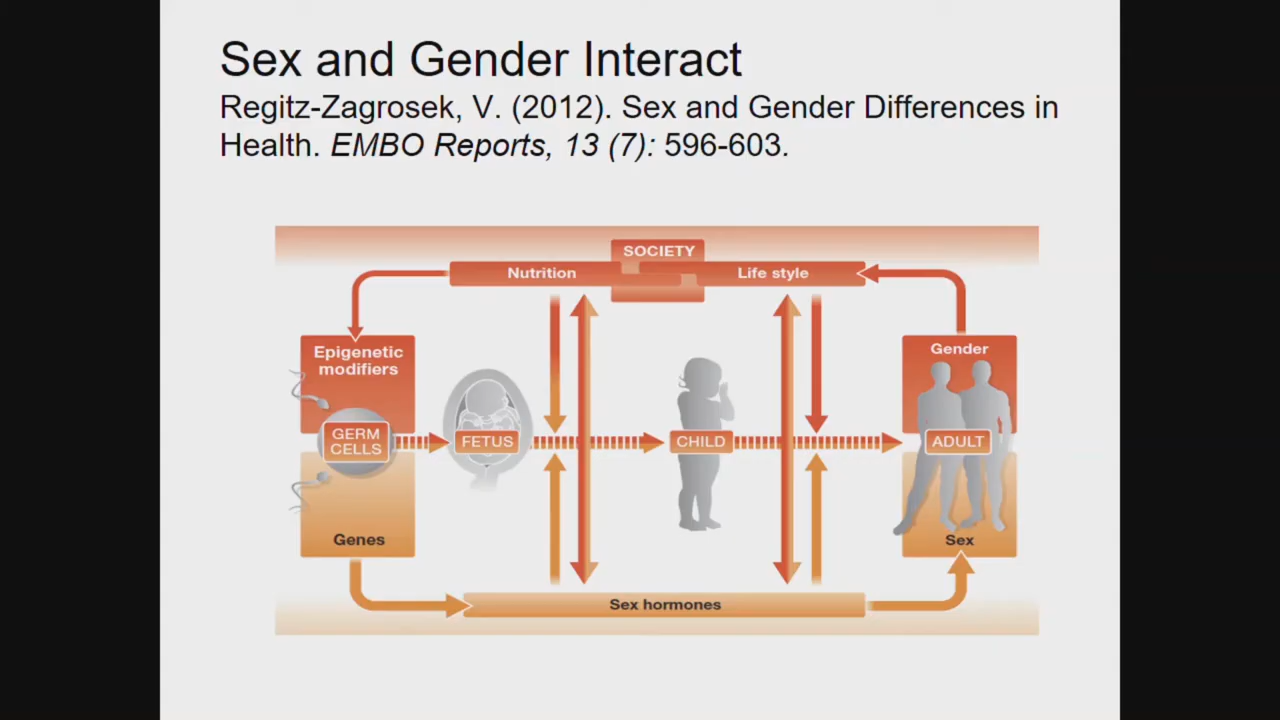 Sex and Gender Interact
Regitz-Zagrosek, V. (2012). Sex and Gender Differences in
Health. EMBO Reports, 13 (7): 596-603.
SOCIETY
Nutrition
Life style
Epigenetic
modifiers
Gender
GERM
CELLS
FETUS
CHILD
ADULT
Genes
Sex
Sex hormones